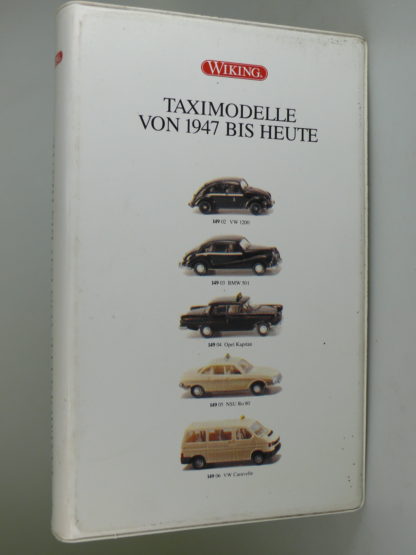 WIKING.
TAXIMODELLE
VON 1947 BIS HEUTE
149 02 VW 1200
149 03 BMW 501
149 04 Opel Kapitän
149 05 NSU Ro 80
149 06 VW Caravelle